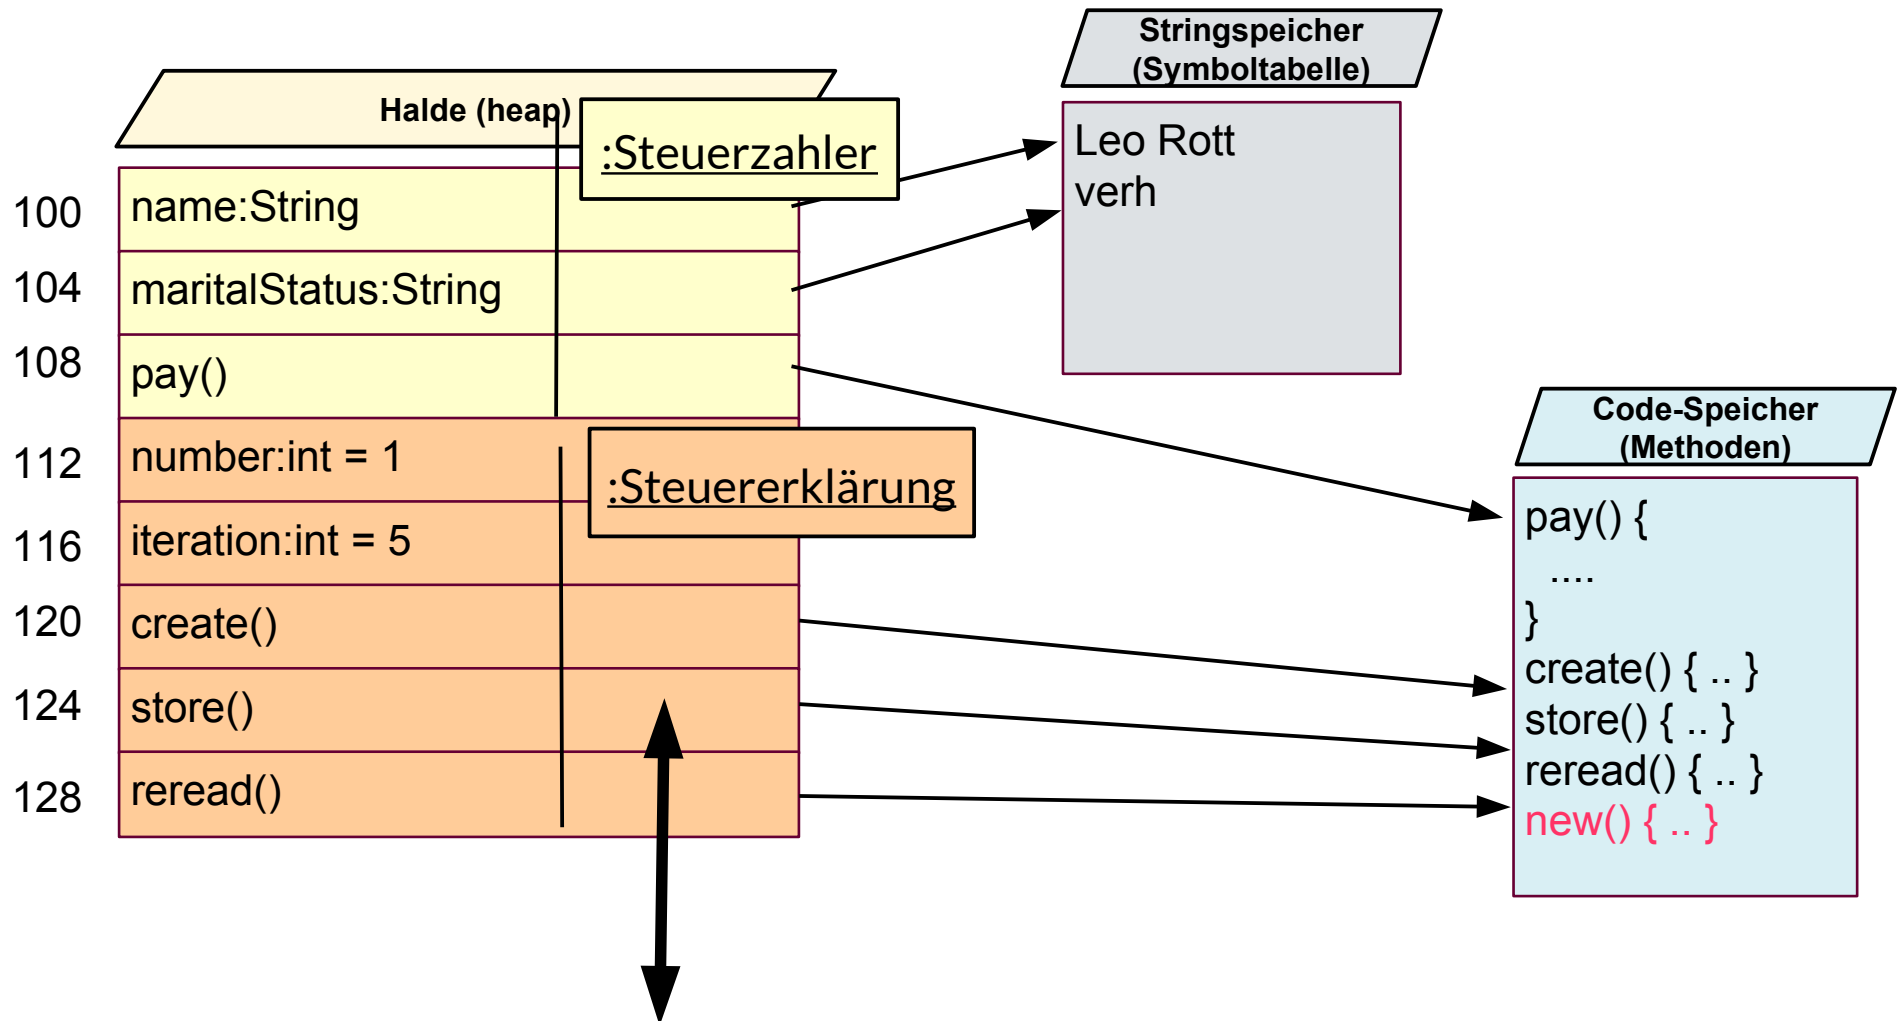 Stringspeicher
(Symboltabelle)
Halde (heap)
:Steuerzahler
Leo Rott
verh
100
name:String
104
maritalStatus:String
108
pay()
Code-Speicher
(Methoden)
112
number:int = 1
:Steuererklärung
116
iteration:int = 5
120
create()
124
store()
128
reread()
pay() {
....
}
create() { .. }
store() { .. }
reread() { .. }
new() { .. }